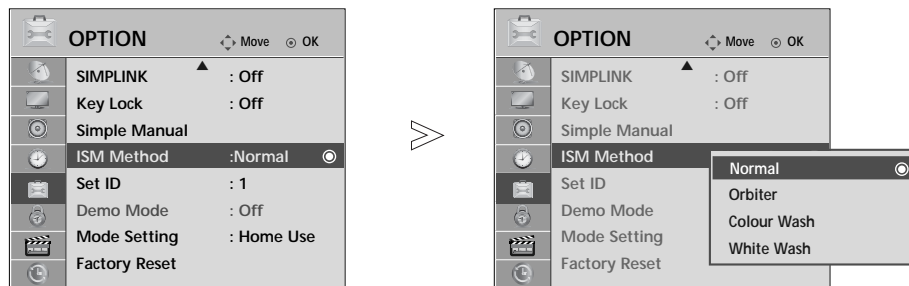 OPTION Move OK
SIMPLINK : Off
Key Lock : Off
Simple Manual
ISM Method :Normal
Set ID : 1
Demo Mode : Off
Mode Setting : Home Use
Factory Reset
OPTION Move OK
SIMPLINK : Off
Key Lock : Off
Simple Manual
ISM Method
Set ID
Demo Mode
Mode Setting
Factory Reset
Normal
Orbiter
Colour Wash
White Wash